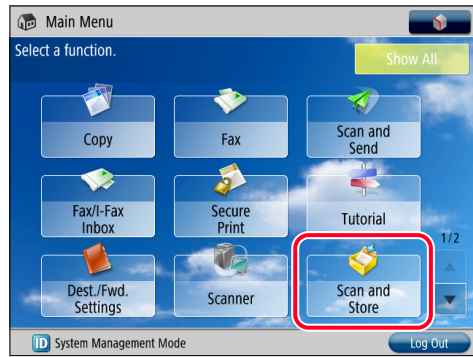 Main Menu
Select a function.
Show All
Copy
Fax
Scan and
Send
Fax/I-Fax
Inbox
Secure
Print
Tutorial
1/2
Dest./Fwd.
Settings
Scanner
Scan and
Store
ID System Management Mode
Log Out